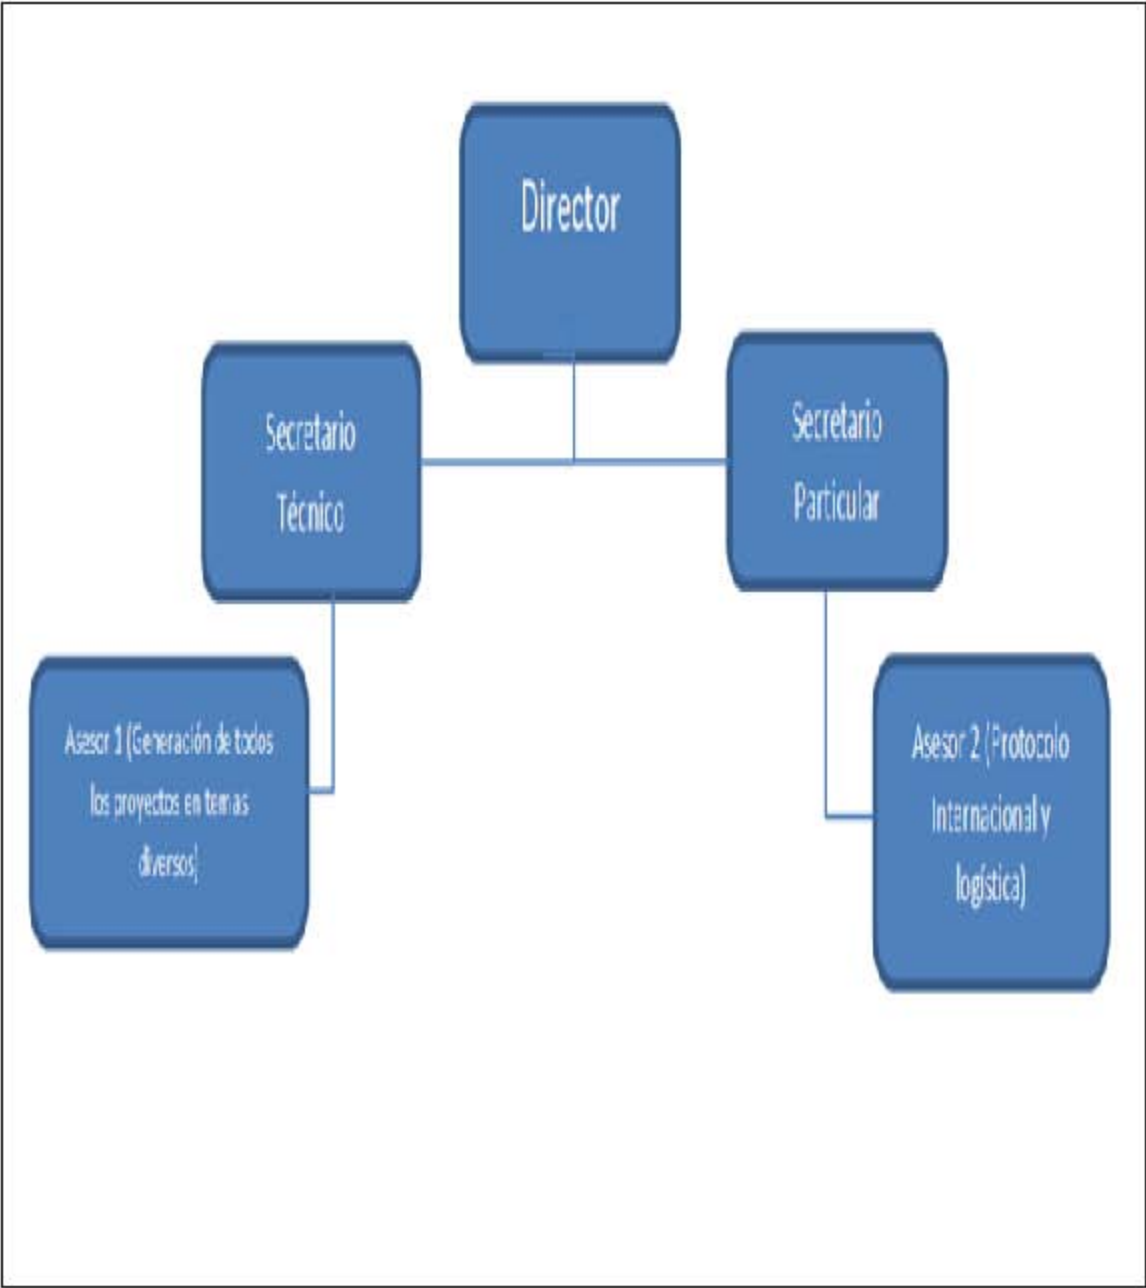 Director
Secretario
Técnico
Secretario
Particular
Asesor 1 (Generación de todos
los proyectos en temas
diversos)
Asesor 2 (Protocolo
Internacional y
logística)